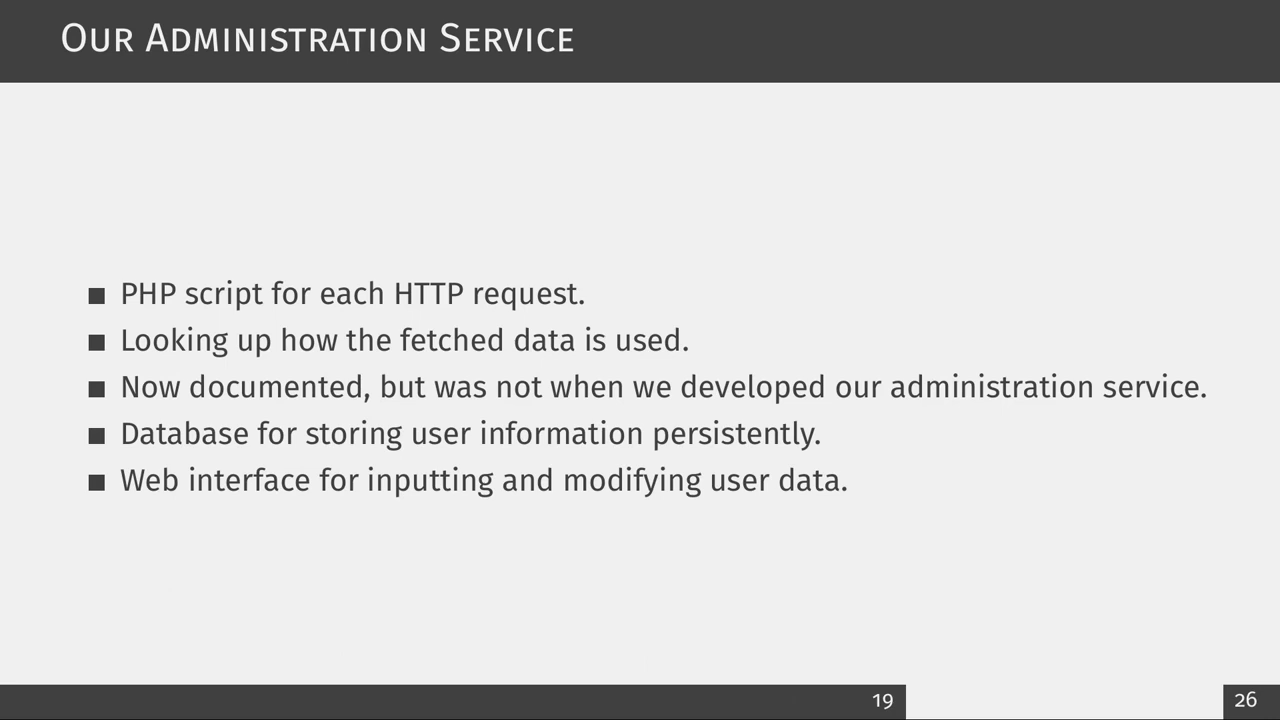 Our Administration Service
■ PHP script for each HTTP request.
■ Looking up how the fetched data is used.
■ Now documented, but was not when we developed our administration service.
■ Database for storing user information persistently.
■ Web interface for inputting and modifying user data.
19
26